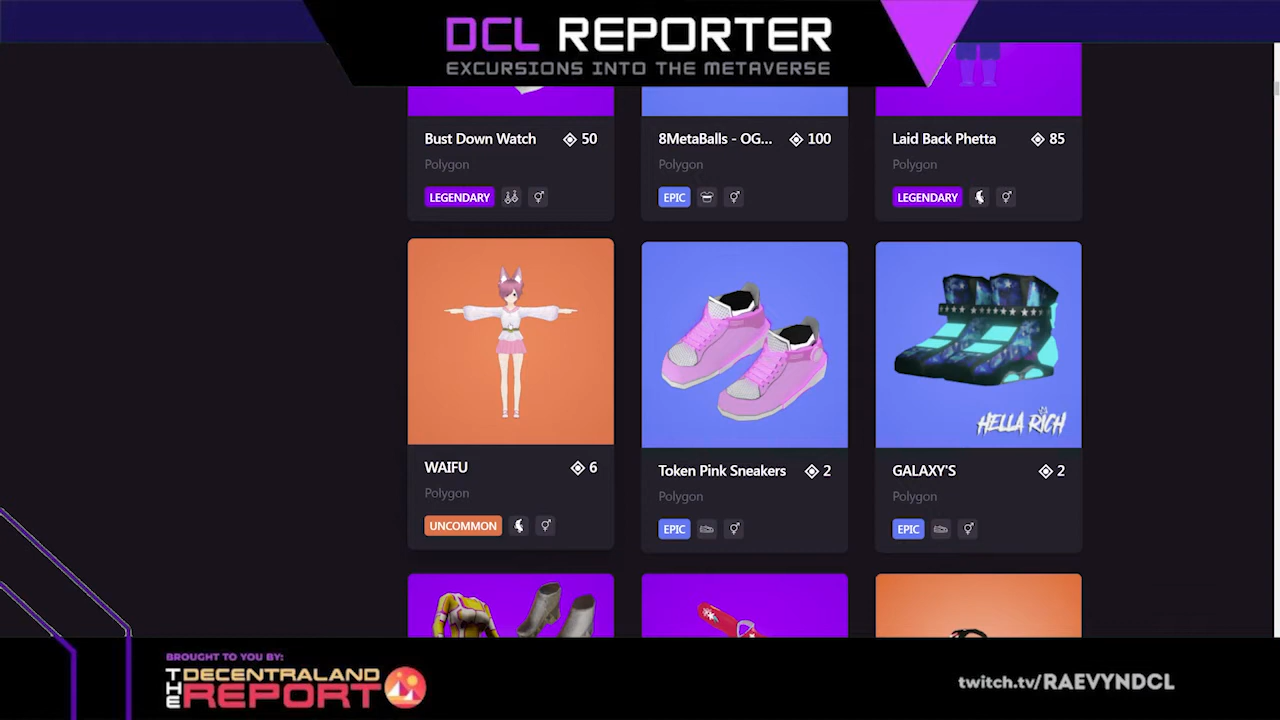 DCL REPORTER
EXCURSIONS INTO THE METAVERSE
Bust Down Watch 50
Polygon
LEGENDARY
8MetaBalls - OG... 100
Polygon
EPIC
Laid Back Phetta 85
Polygon
LEGENDARY
HELLA RICH
WAIFU 6
Polygon
UNCOMMON
Token Pink Sneakers 2
Polygon
EPIC
GALAXY'S 2
Polygon
EPIC
BROUGHT TO YOU BY:
THE DECENTRALAND
REPORT
twitch.tv/RAEVYNDCL